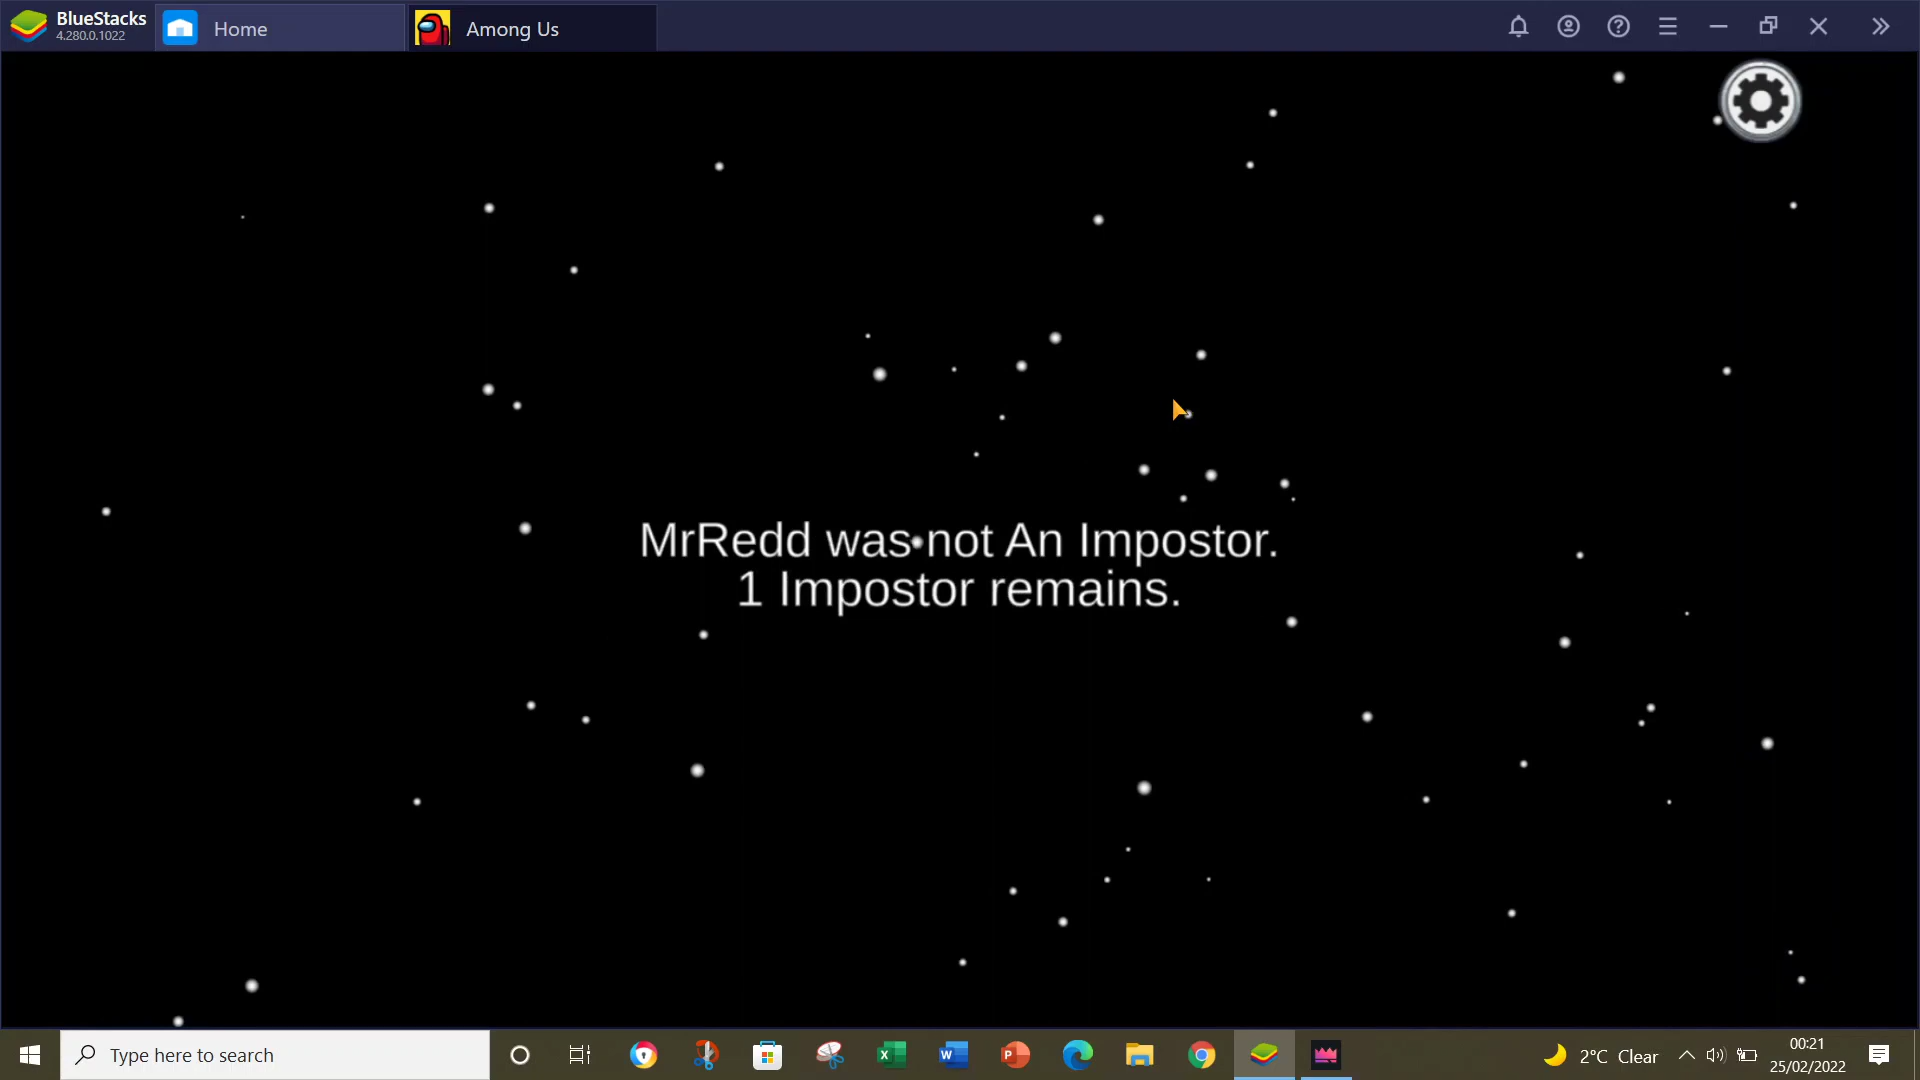 BlueStacks
4.280.0.1022
Home
Among Us
MrRedd was not An Impostor.
1 Impostor remains.
Type here to search
2°C Clear
00:21
25/02/2022